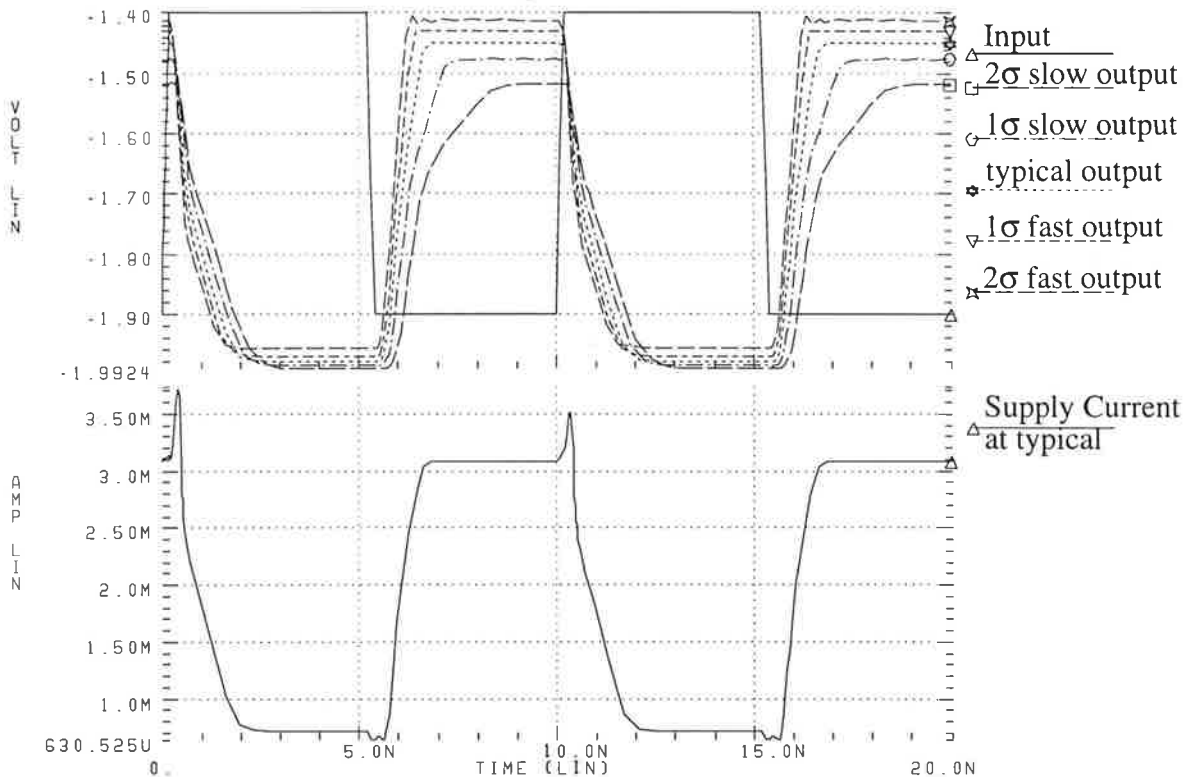 -1.40
-1.50
-1.60
-1.70
-1.80
-1.90
-1.9924
VOLT LIN
Input
2σ slow output
1σ slow output
typical output
1σ fast output
2σ fast output
3.50M
3.0M
2.50M
2.0M
1.50M
1.0M
630.525U
AMP LIN
Supply Current
at typical
0.
5.0N
10.0N
15.0N
20.0N
TIME (LIN)